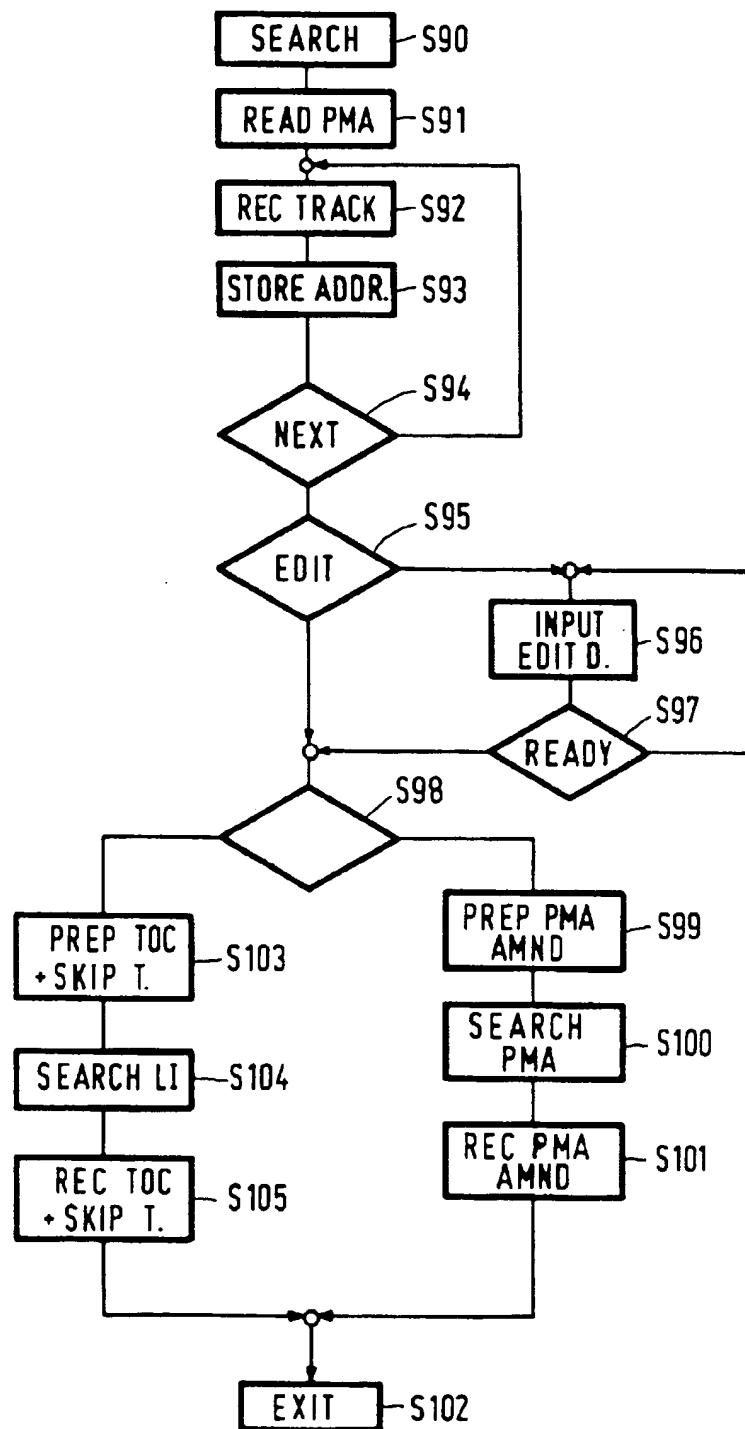 SEARCH S90
READ PMA S91
REC TRACK S92
STORE ADDR. S93
S94
NEXT
S95
EDIT
INPUT
EDIT D. S96
S97
READY
S98
PREP TOC
+SKIP T. S103
PREP PMA
AMND S99
SEARCH LI S104
SEARCH
PMA S100
REC TOC
+SKIP T. S105
REC PMA
AMND S101
EXIT S102